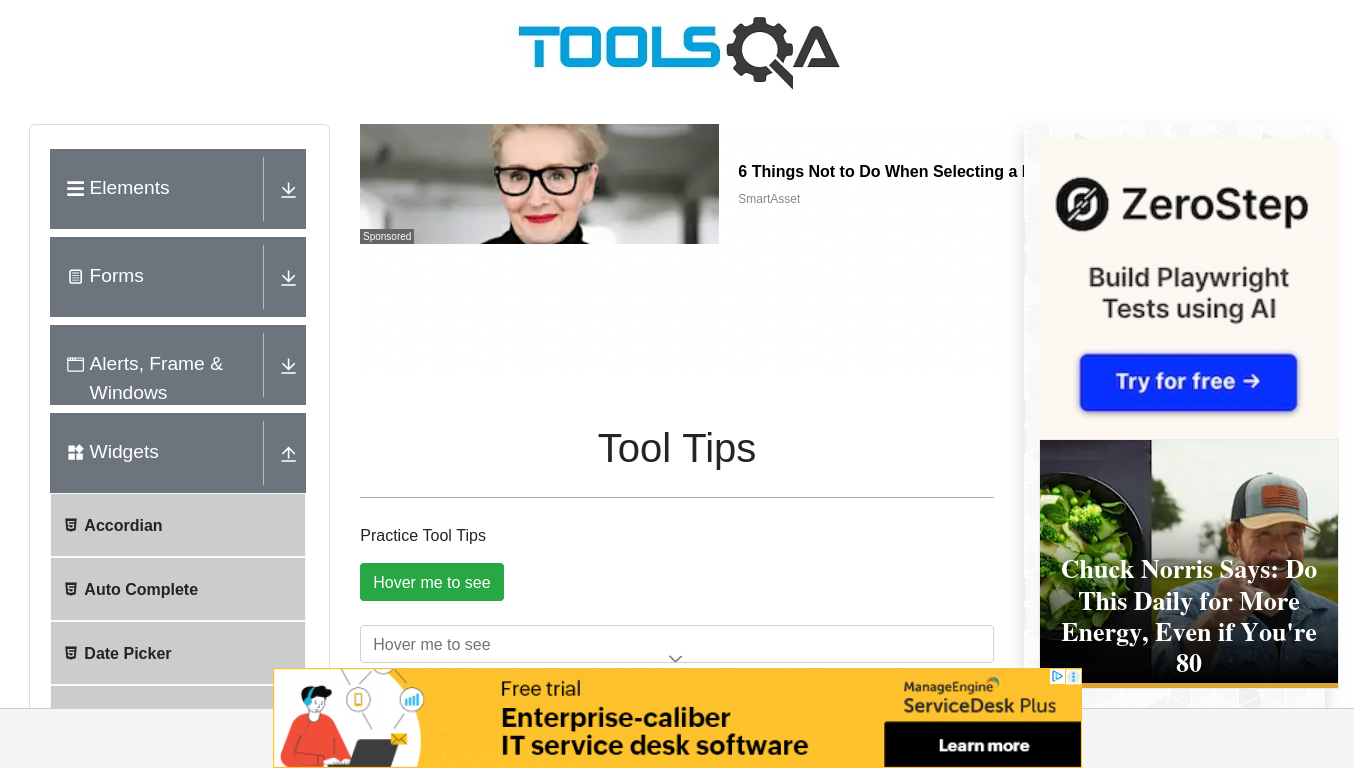 TOOLSQA
Elements
Forms
Alerts, Frame &
Windows
Widgets
Accordian
Auto Complete
Date Picker
Sponsored
6 Things Not to Do When Selecting a
SmartAsset
Tool Tips
Practice Tool Tips
Hover me to see
Hover me to see
ZeroStep
Build Playwright
Tests using AI
Try for free →
Chuck Norris Says: Do
This Daily for More
Energy, Even if You're
80
Free trial
Enterprise-caliber
IT service desk software
ManageEngine
ServiceDesk Plus
Learn more